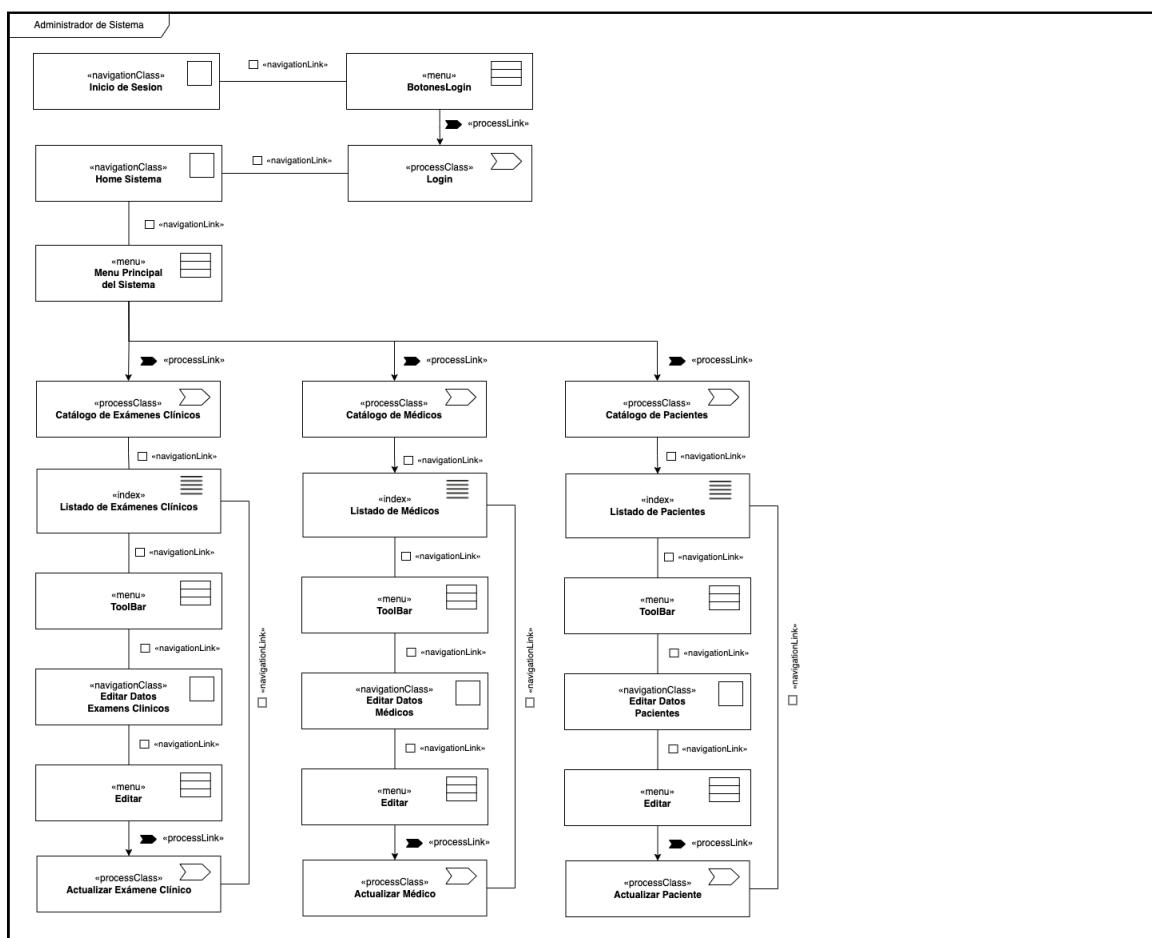 Administrador de Sistema
«navigationClass»
Inicio de Sesion
«navigationLink»
«menu»
BotonesLogin
«processLink»
«navigationClass»
Home Sistema
«navigationLink»
«processClass»
Login
«navigationLink»
«menu»
Menu Principal
del Sistema
«processLink»
«processLink»
«processLink»
«processClass»
Catálogo de Exámenes Clínicos
«processClass»
Catálogo de Médicos
«processClass»
Catálogo de Pacientes
«navigationLink»
«navigationLink»
«navigationLink»
«index»
Listado de Exámenes Clínicos
«index»
Listado de Médicos
«index»
Listado de Pacientes
«navigationLink»
«navigationLink»
«navigationLink»
«menu»
ToolBar
«menu»
ToolBar
«menu»
ToolBar
«navigationLink»
«navigationLink»
«navigationLink»
«navigationLink»
«navigationLink»
«navigationLink»
«navigationClass»
Editar Datos
Examens Clinicos
«navigationClass»
Editar Datos
Médicos
«navigationClass»
Editar Datos
Pacientes
«navigationLink»
«navigationLink»
«navigationLink»
«menu»
Editar
«menu»
Editar
«menu»
Editar
«processLink»
«processLink»
«processLink»
«processClass»
Actualizar Exámene Clínico
«processClass»
Actualizar Médico
«processClass»
Actualizar Paciente